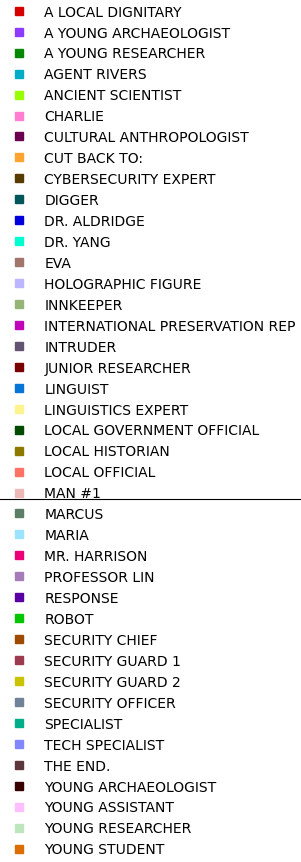 A LOCAL DIGNITARY
A YOUNG ARCHAEOLOGIST
A YOUNG RESEARCHER
AGENT RIVERS
ANCIENT SCIENTIST
CHARLIE
CULTURAL ANTHROPOLOGIST
CUT BACK TO:
CYBERSECURITY EXPERT
DIGGER
DR. ALDRIDGE
DR. YANG
EVA
HOLOGRAPHIC FIGURE
INNKEEPER
INTERNATIONAL PRESERVATION REP
INTRUDER
JUNIOR RESEARCHER
LINGUIST
LINGUISTICS EXPERT
LOCAL GOVERNMENT OFFICIAL
LOCAL HISTORIAN
LOCAL OFFICIAL
MAN #1
MARCUS
MARIA
MR. HARRISON
PROFESSOR LIN
RESPONSE
ROBOT
SECURITY CHIEF
SECURITY GUARD 1
SECURITY GUARD 2
SECURITY OFFICER
SPECIALIST
TECH SPECIALIST
THE END.
YOUNG ARCHAEOLOGIST
YOUNG ASSISTANT
YOUNG RESEARCHER
YOUNG STUDENT